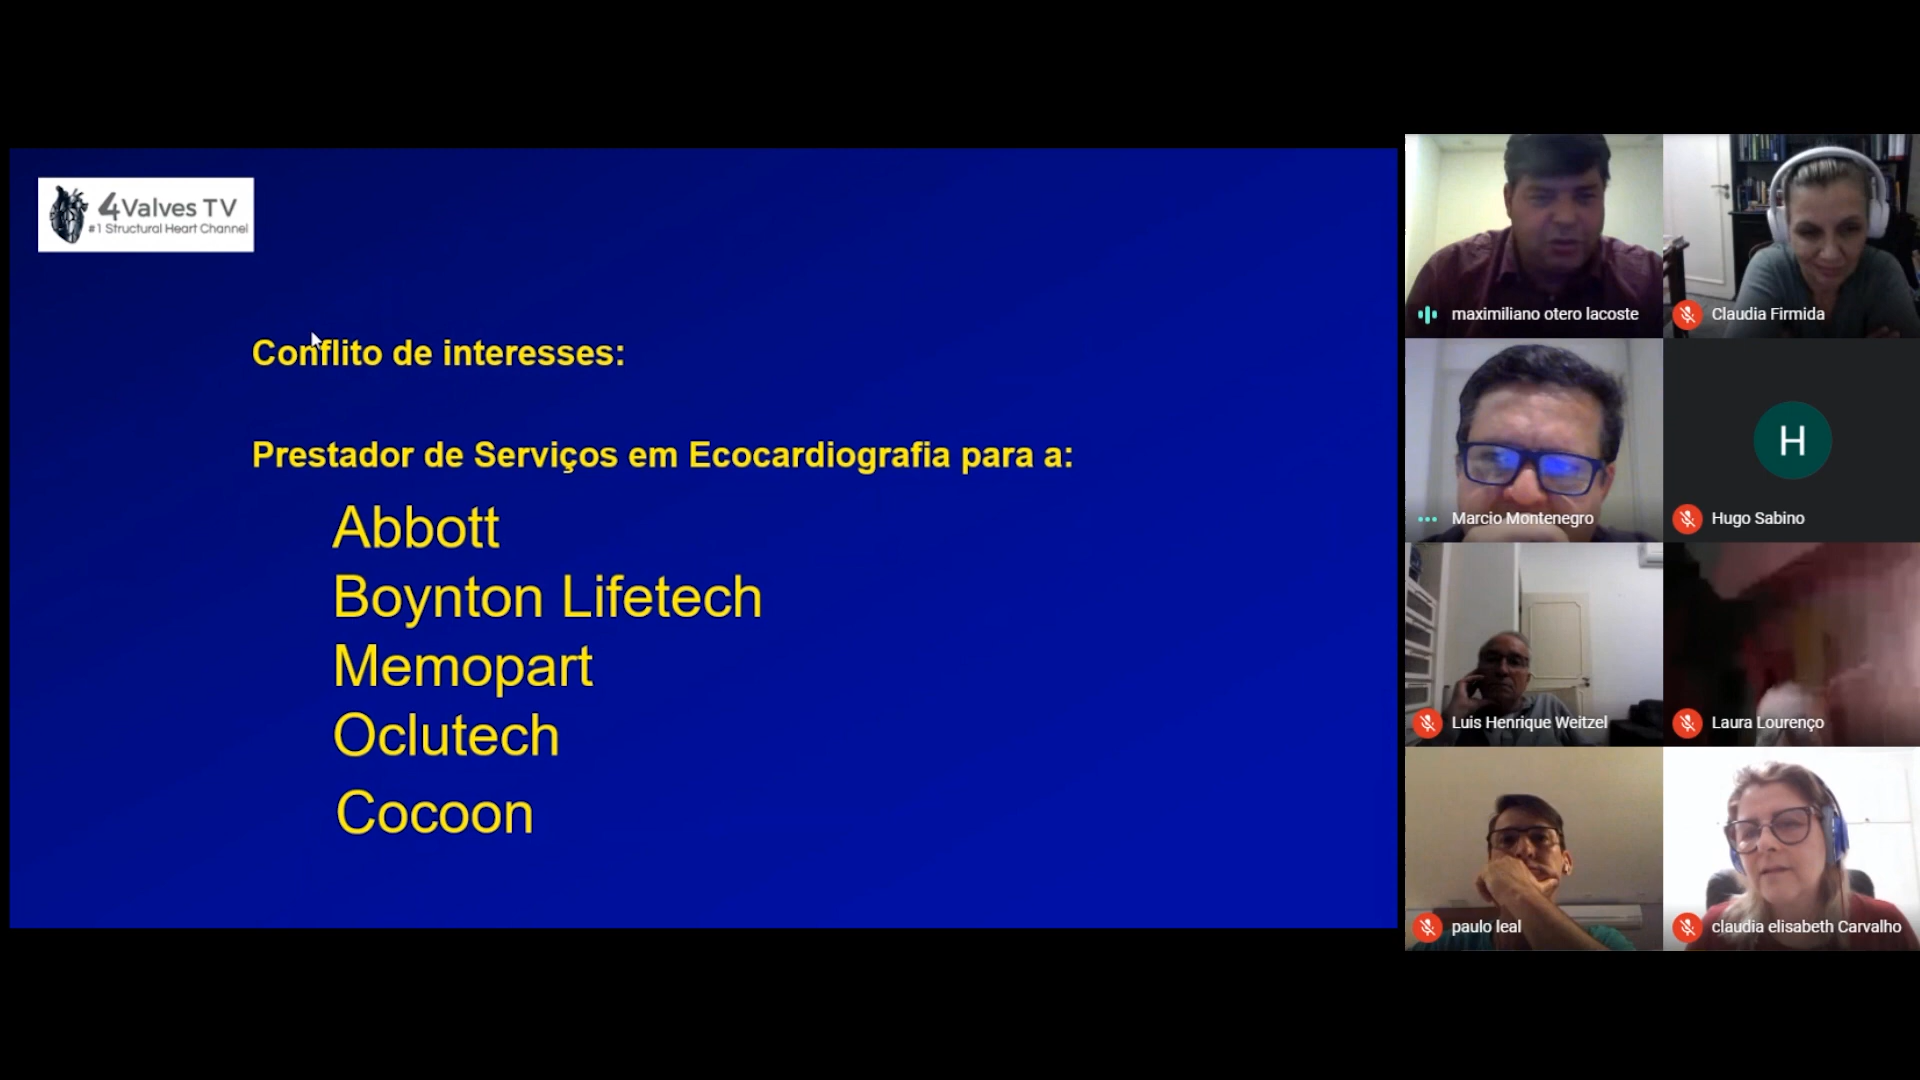 4Valves TV
#1 Structural Heart Channel
Conflito de interesses:
Prestador de Serviços em Ecocardiografia para a:
Abbott
Boynton Lifetech
Memopart
Oclutech
Cocoon
maximiliano otero lacoste
Claudia Firmida
Marcio Montenegro
H
Hugo Sabino
Luis Henrique Weitzel
Laura Lourenço
paulo leal
claudia elisabeth Carvalho